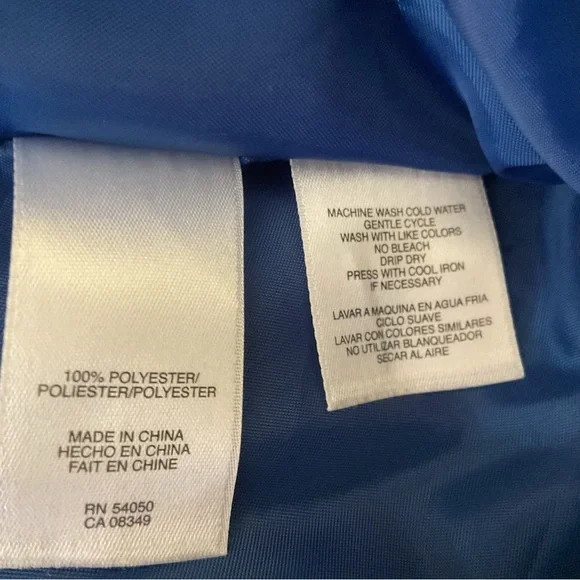 100% POLYESTER/
POLIESTER/POLYESTER
MADE IN CHINA
HECHO EN CHINA
FAIT EN CHINE
RN 54050
CA 08349
MACHINE WASH COLD WATER
GENTLE CYCLE
WASH WITH LIKE COLORS
NO BLEACH
DRIP DRY
PRESS WITH COOL IRON
IF NECESSARY
LAVAR A MAQUINA EN AGUA FRIA
CICLO SUAVE
LAVAR CON COLORES SIMILARES
NO UTILIZAR BLANQUEADOR
SECAR AL AIRE